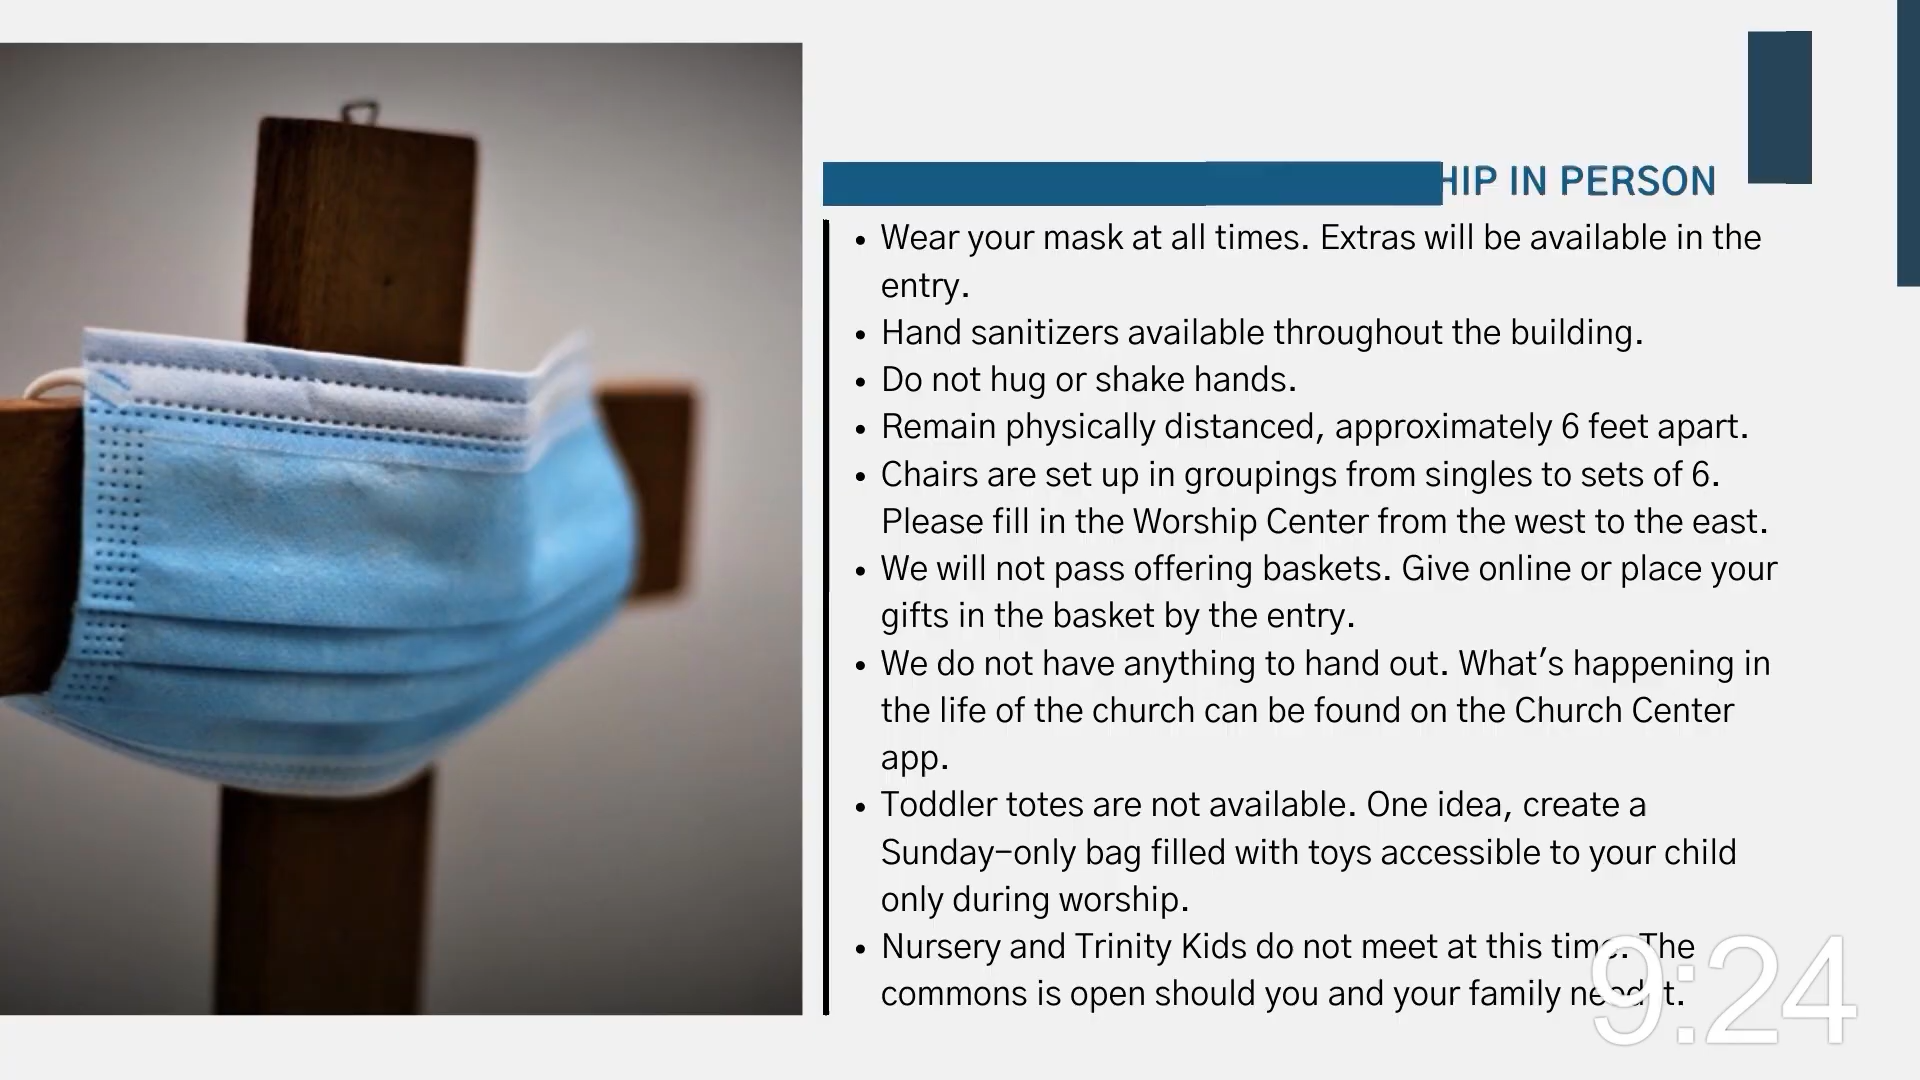 HIP IN PERSON
• Wear your mask at all times. Extras will be available in the
entry.
• Hand sanitizers available throughout the building.
• Do not hug or shake hands.
• Remain physically distanced, approximately 6 feet apart.
• Chairs are set up in groupings from singles to sets of 6.
Please fill in the Worship Center from the west to the east.
• We will not pass offering baskets. Give online or place your
gifts in the basket by the entry.
• We do not have anything to hand out. What's happening in
the life of the church can be found on the Church Center
app.
• Toddler totes are not available. One idea, create a
Sunday-only bag filled with toys accessible to your child
only during worship.
• Nursery and Trinity Kids do not meet at this time. The
commons is open should you and your family need it.
9:24